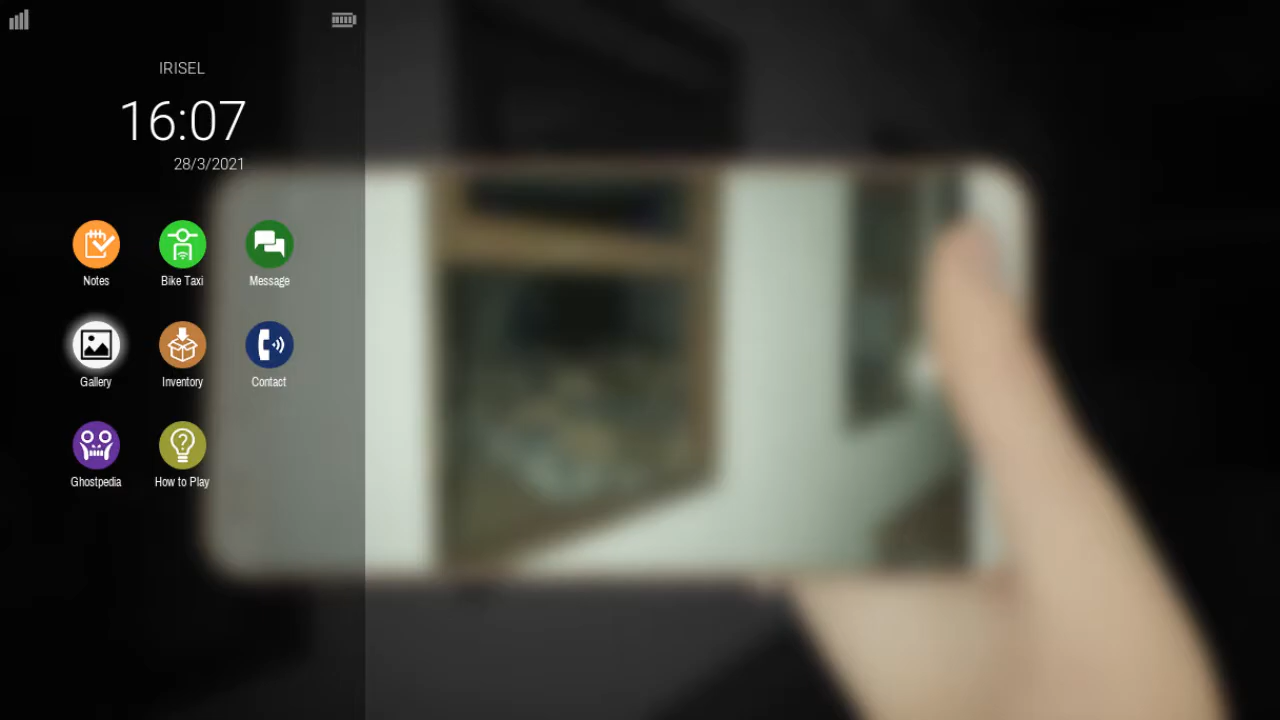 IRISEL
16:07
28/3/2021
Notes
Bike Taxi
Message
Gallery
Inventory
Contact
Ghostpedia
How to Play